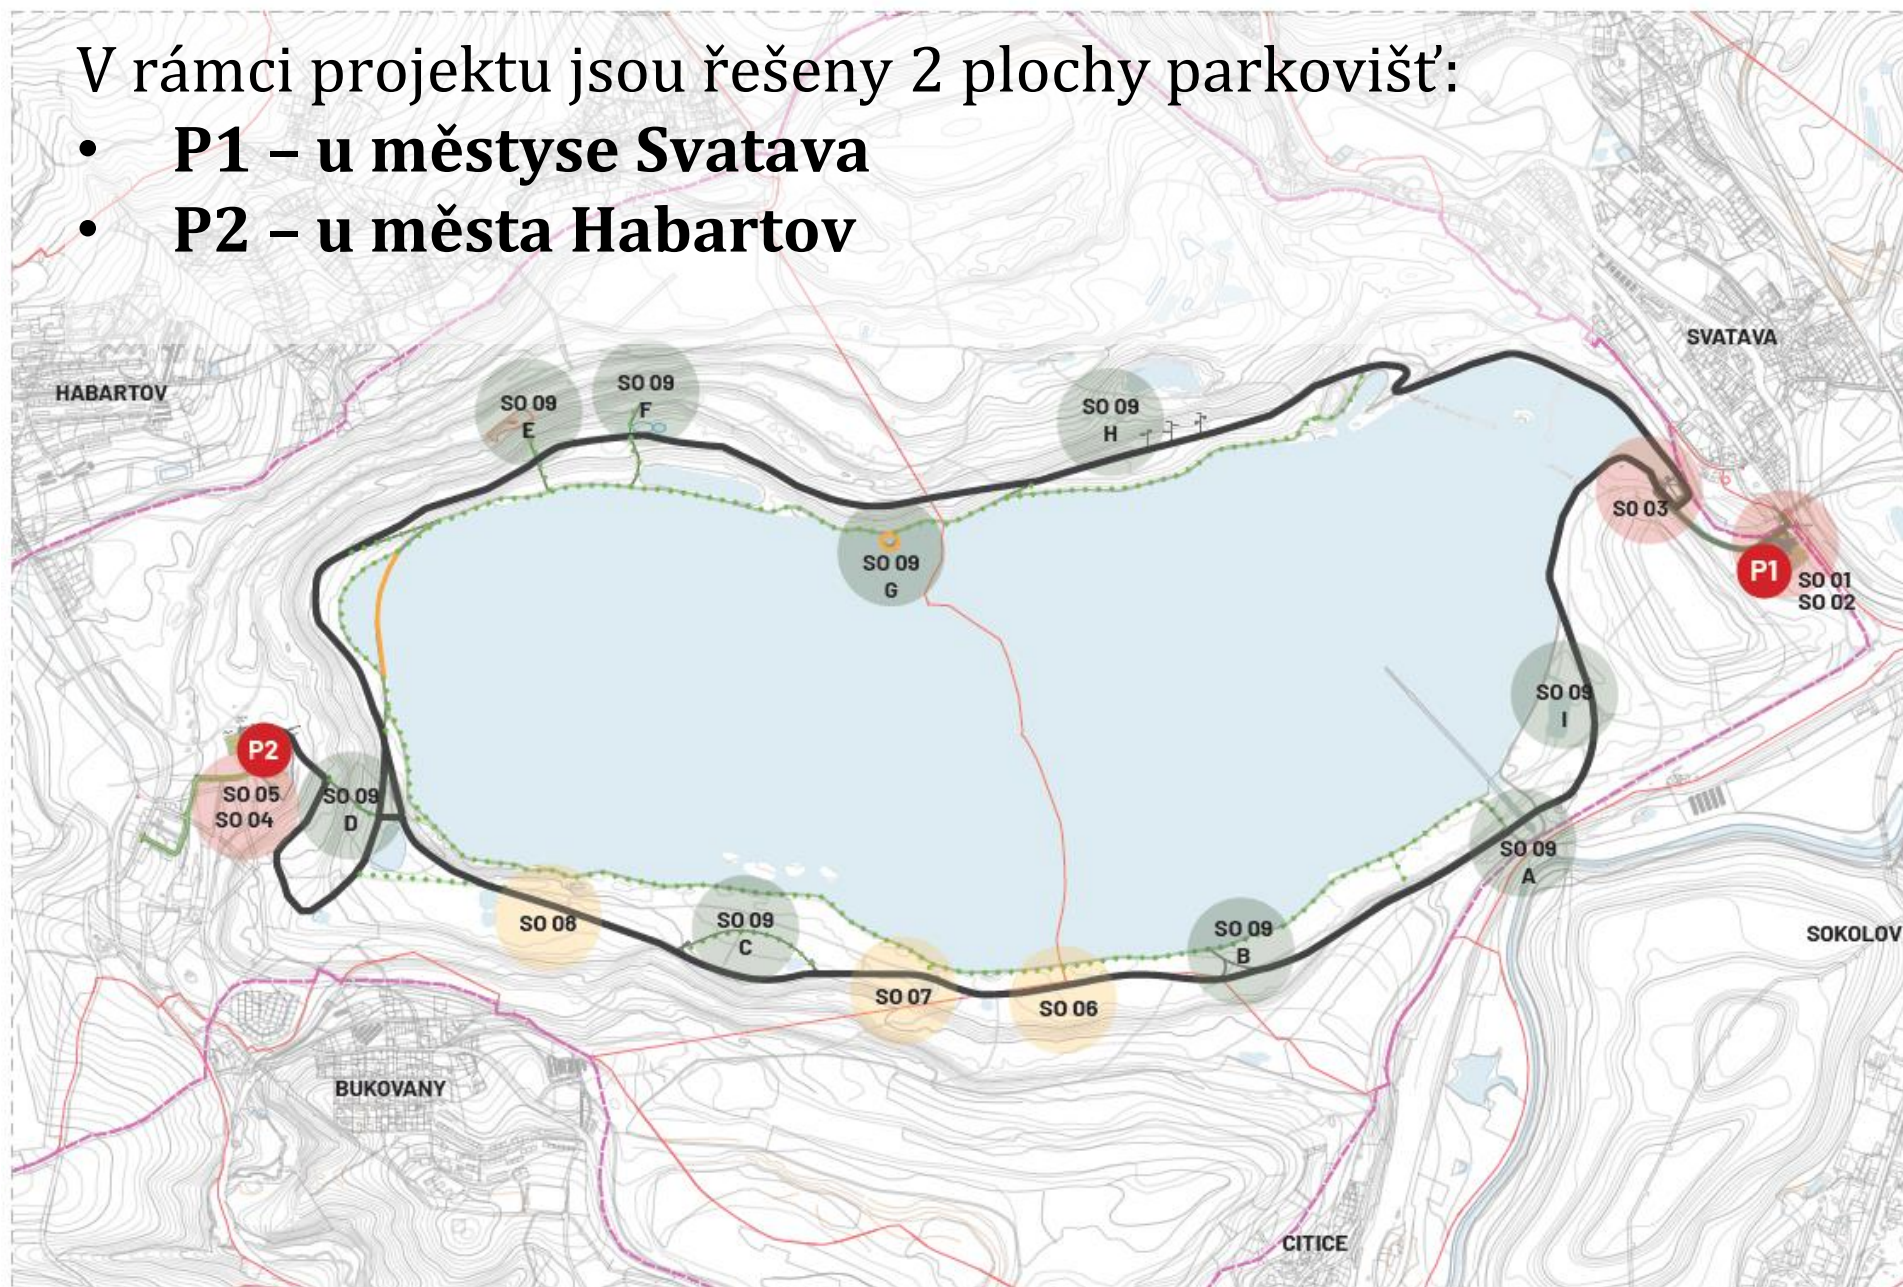 V rámci projektu jsou řešeny 2 plochy parkovišť:
• P1 – u městyse Svatava
• P2 – u města Habartov
SVATAVA
HABARTOV
SO 09
F
SO 09
E
SO 09
H
SO 03
SO 09
G
P1
SO 01
SO 02
SO 09
I
P2
SO 05
SO 04
SO 09
D
SO 09
A
SO 08
SO 09
C
SO 09
B
SOKOLOV
SO 07
SO 06
BUKOVANY
CITICE